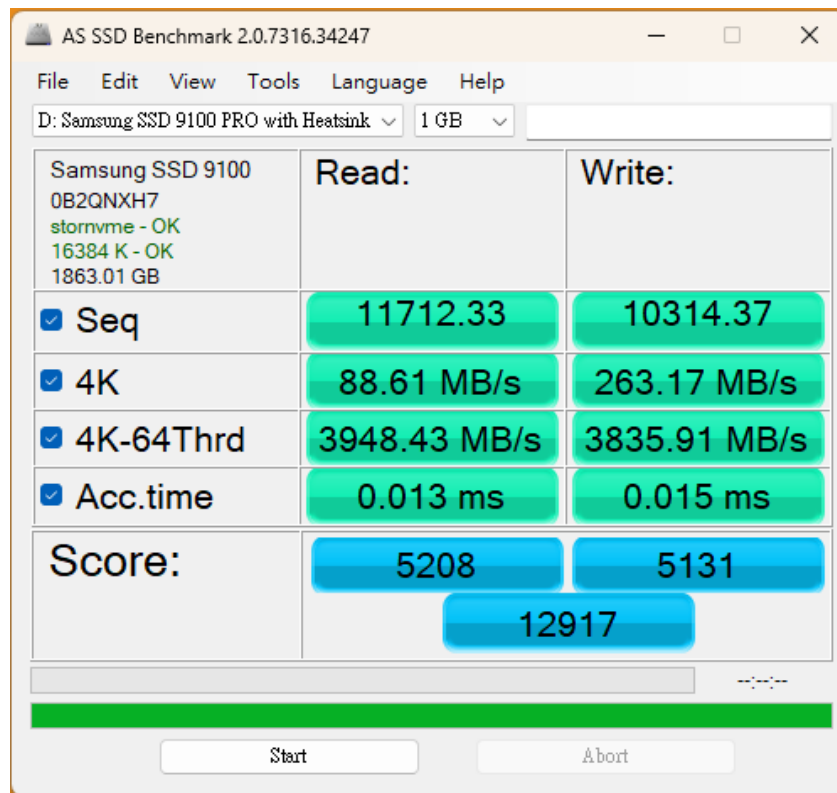 AS SSD Benchmark 2.0.7316.34247
File Edit View Tools Language Help
D: Samsung SSD 9100 PRO with Heatsink 1 GB
Samsung SSD 9100
0B2QNXH7
stornvme - OK
16384 K - OK
1863.01 GB
Read: Write:
Seq 11712.33 10314.37
4K 88.61 MB/s 263.17 MB/s
4K-64Thrd 3948.43 MB/s 3835.91 MB/s
Acc.time 0.013 ms 0.015 ms
Score: 5208 5131
12917
--:--:--
Start Abort